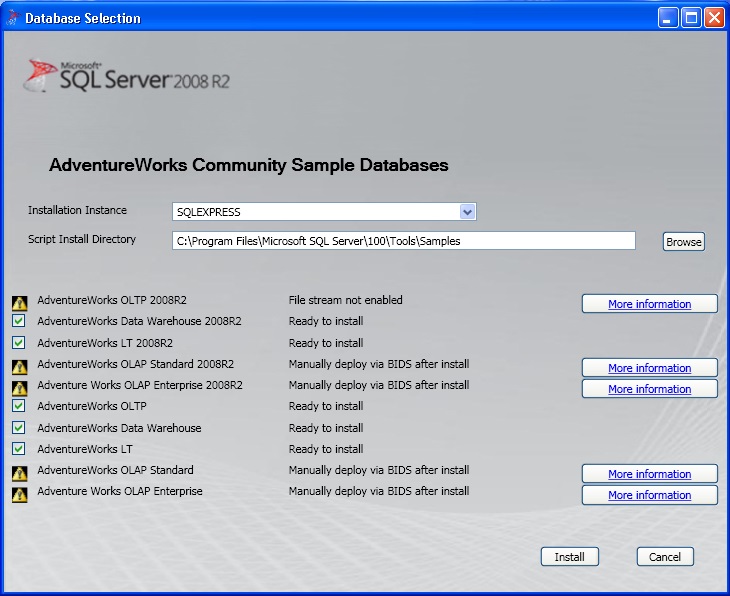 Database Selection
Microsoft®
SQL Server 2008 R2
AdventureWorks Community Sample Databases
Installation Instance
SQLEXPRESS
Script Install Directory
C:\Program Files\Microsoft SQL Server\100\Tools\Samples
Browse
AdventureWorks OLTP 2008R2 File stream not enabled More information
AdventureWorks Data Warehouse 2008R2 Ready to install
AdventureWorks LT 2008R2 Ready to install
AdventureWorks OLAP Standard 2008R2 Manually deploy via BIDS after install More information
Adventure Works OLAP Enterprise 2008R2 Manually deploy via BIDS after install More information
AdventureWorks OLTP Ready to install
AdventureWorks Data Warehouse Ready to install
AdventureWorks LT Ready to install
AdventureWorks OLAP Standard Manually deploy via BIDS after install More information
Adventure Works OLAP Enterprise Manually deploy via BIDS after install More information
Install Cancel